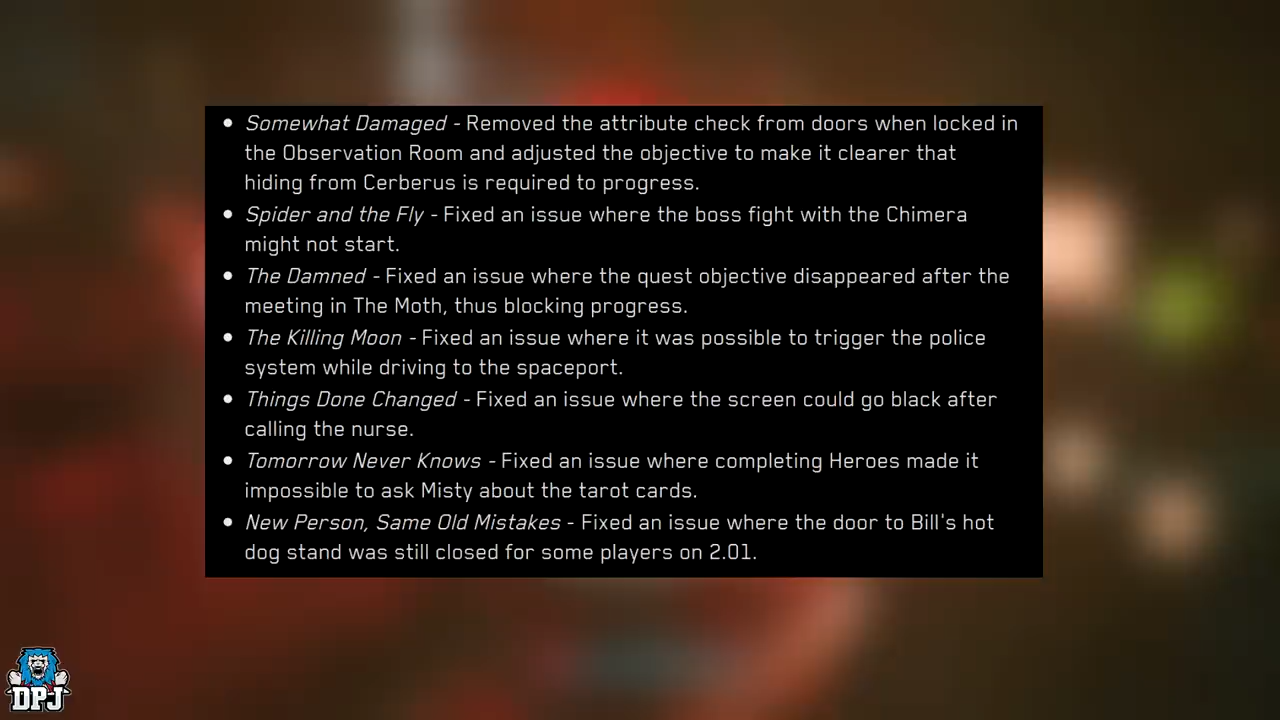 Somewhat Damaged - Removed the attribute check from doors when locked in
the Observation Room and adjusted the objective to make it clearer that
hiding from Cerberus is required to progress.
Spider and the Fly - Fixed an issue where the boss fight with the Chimera
might not start.
The Damned - Fixed an issue where the quest objective disappeared after the
meeting in The Moth, thus blocking progress.
The Killing Moon - Fixed an issue where it was possible to trigger the police
system while driving to the spaceport.
Things Done Changed - Fixed an issue where the screen could go black after
calling the nurse.
Tomorrow Never Knows - Fixed an issue where completing Heroes made it
impossible to ask Misty about the tarot cards.
New Person, Same Old Mistakes - Fixed an issue where the door to Bill's hot
dog stand was still closed for some players on 2.01.
DPJ